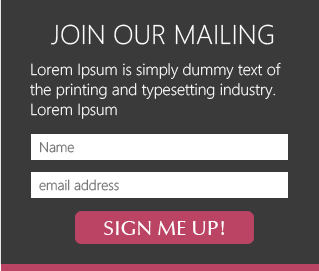 JOIN OUR MAILING
Lorem Ipsum is simply dummy text of
the printing and typesetting industry.
Lorem Ipsum
Name
email address
SIGN ME UP!